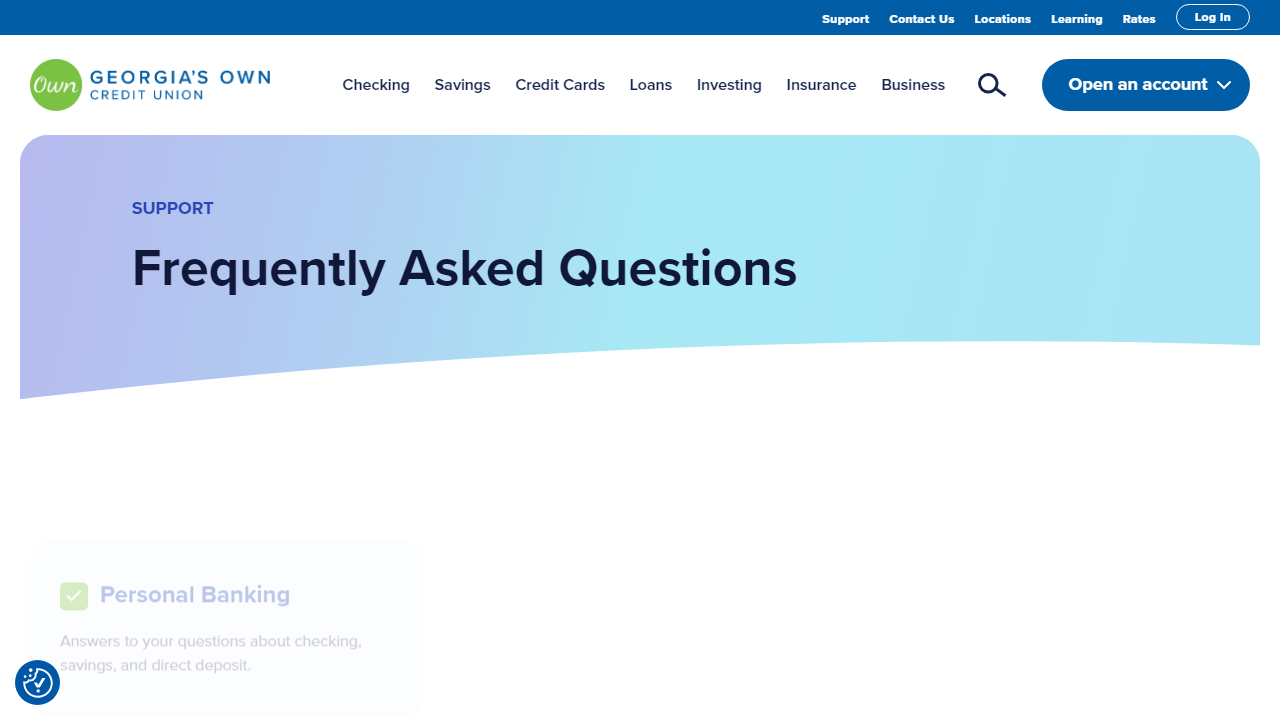 Support Contact Us Locations Learning Rates Log In
Own GEORGIA'S OWN
CREDIT UNION
Checking Savings Credit Cards Loans Investing Insurance Business Open an account
SUPPORT
Frequently Asked Questions
Personal Banking
Answers to your questions about checking,
savings, and direct deposit.